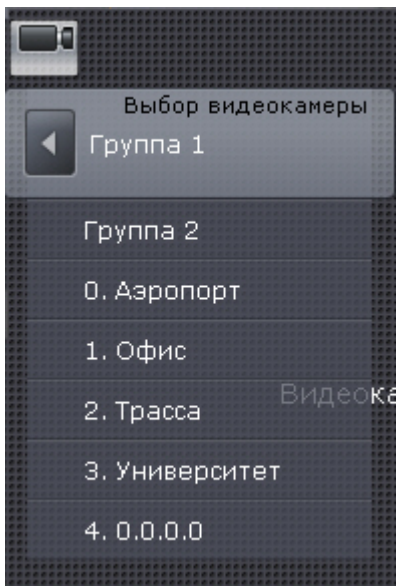 Выбор видеокамеры
Группа 1
Группа 2
0. Аэропорт
1. Офис
Видеока
2. Трасса
3. Университет
4. 0.0.0.0